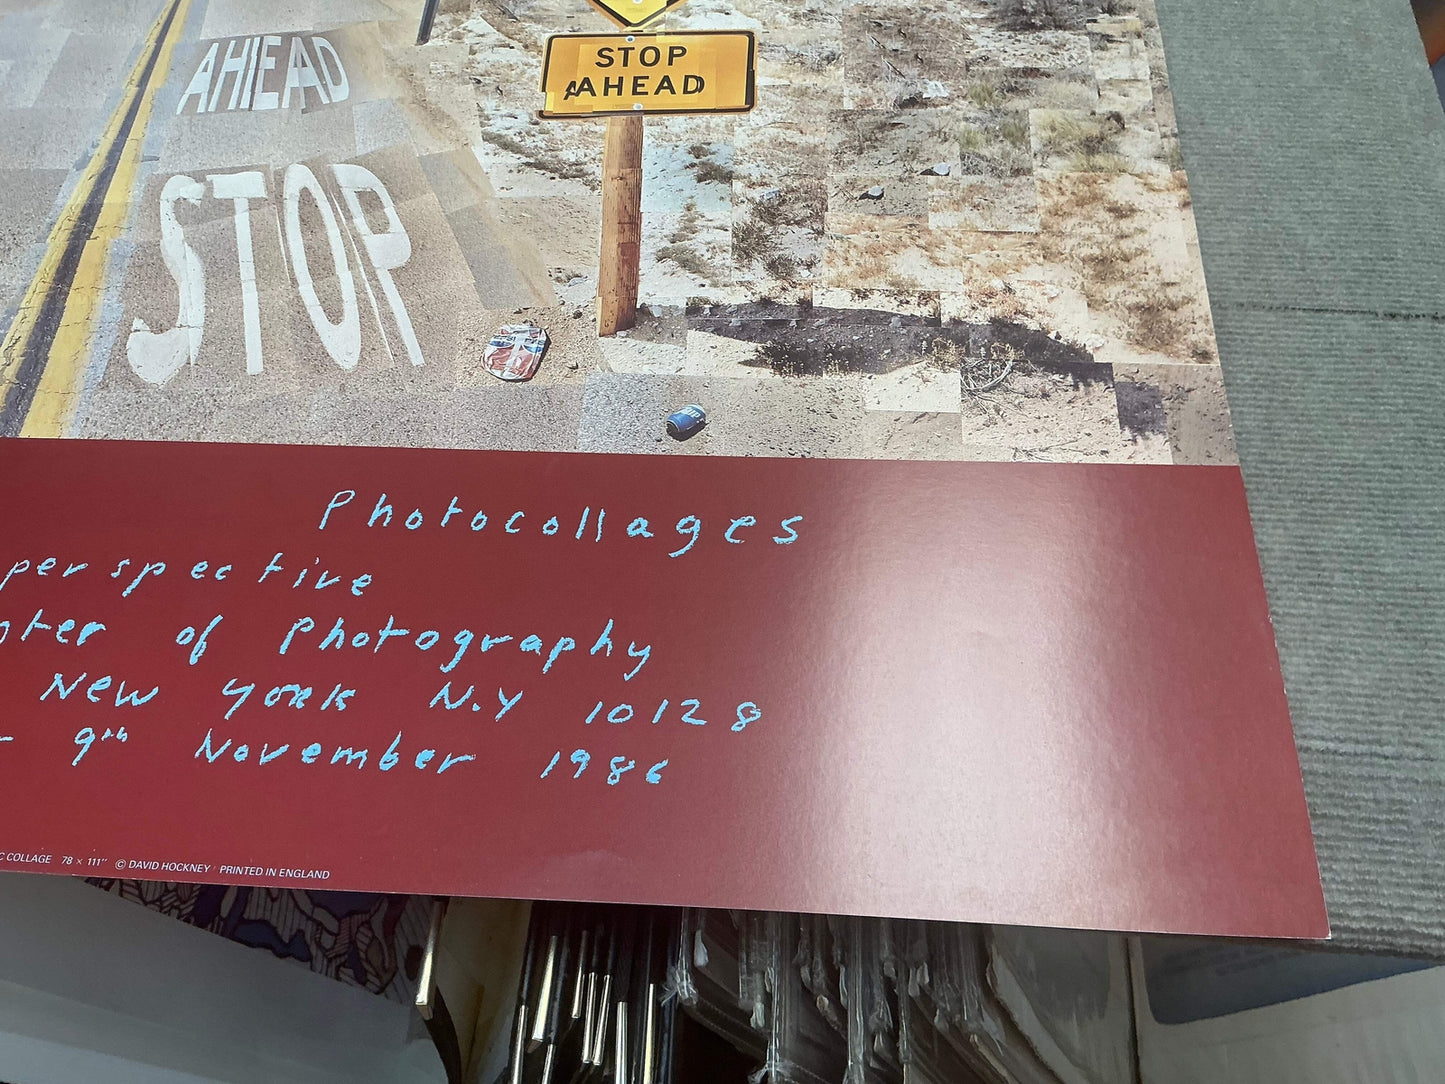 STOP
AHEAD
AHEAD
STOP
Photocollages
perspective
nter of Photography
New York N.Y 10128
9th November 1986
C COLLAGE 78 × 111″ © DAVID HOCKNEY / PRINTED IN ENGLAND